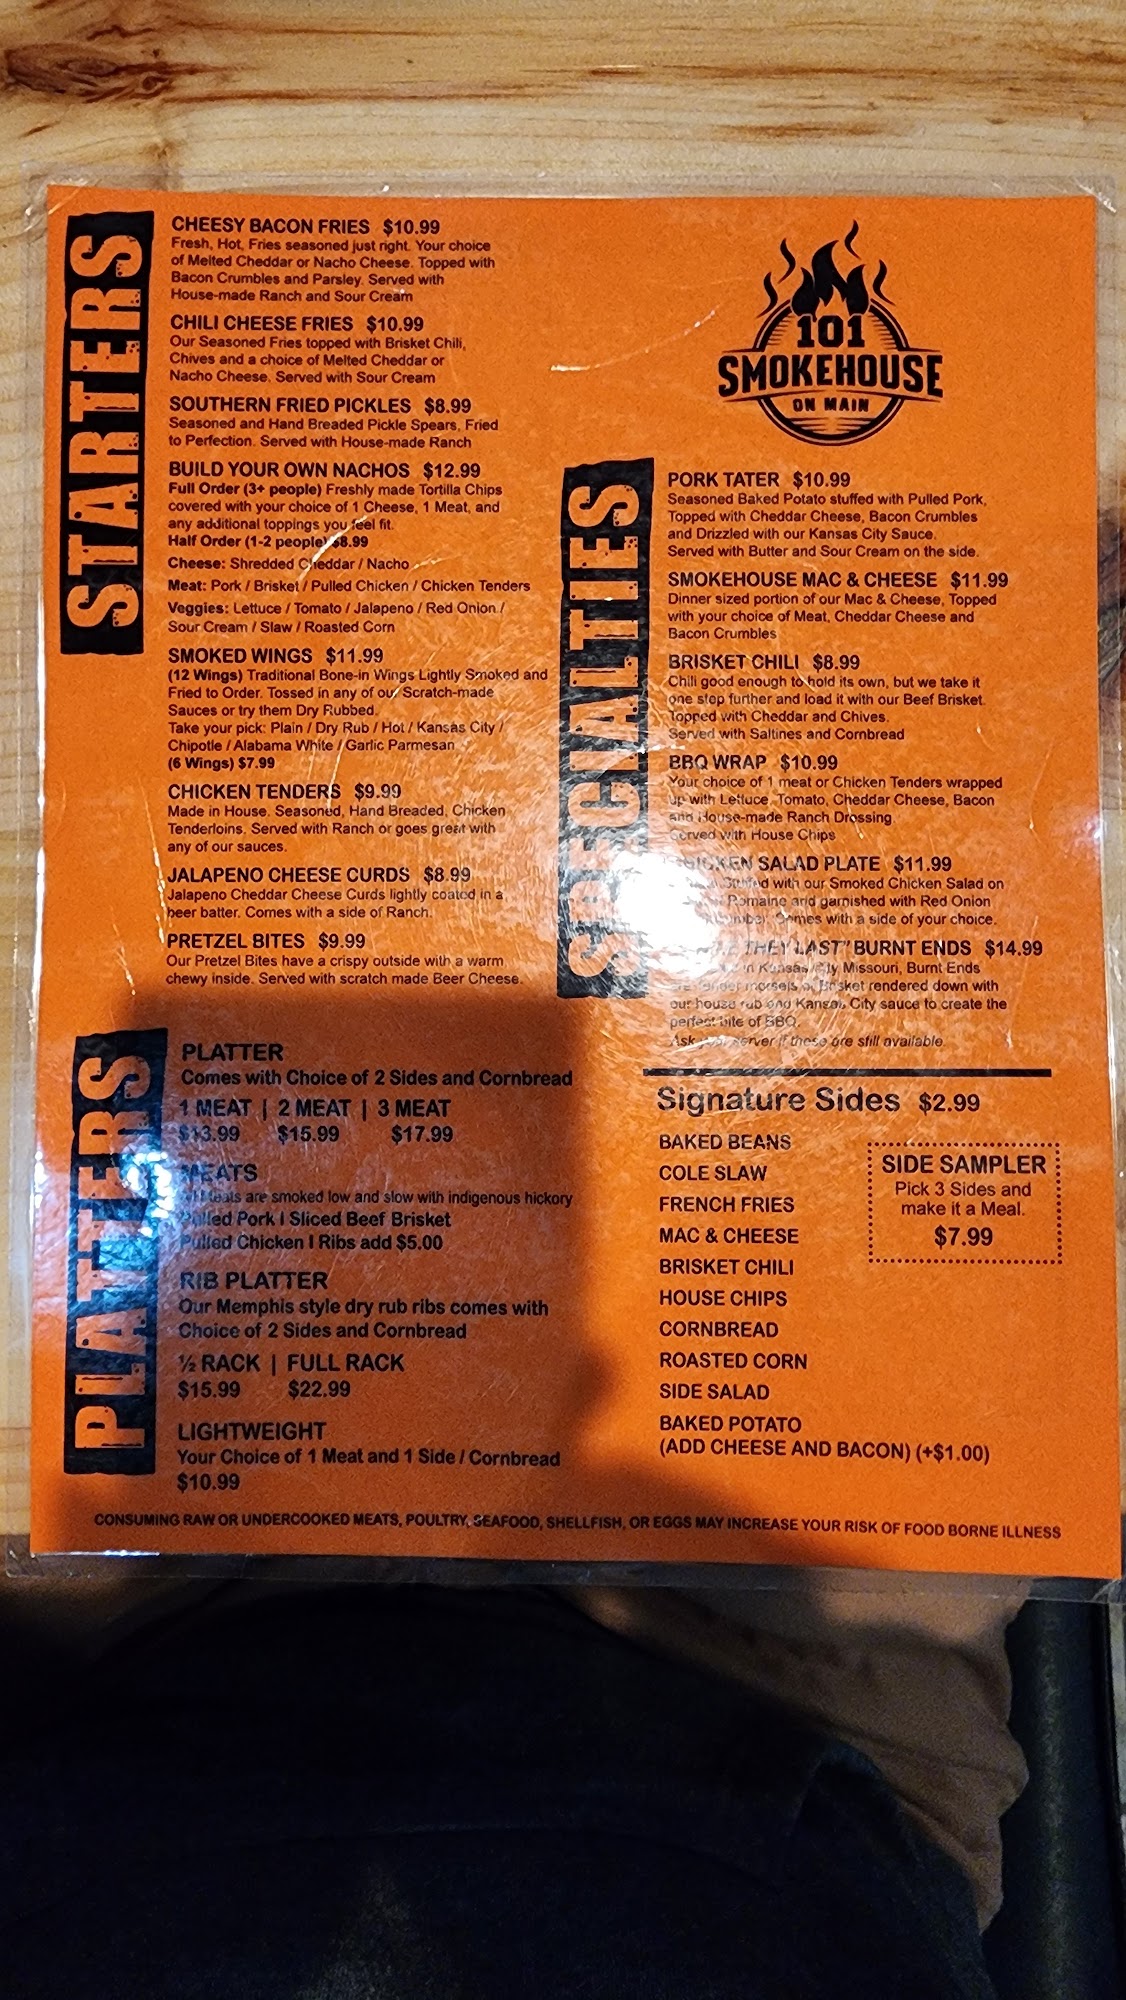 STARTERS
CHEESY BACON FRIES $10.99
Fresh, Hot, Fries seasoned just right. Your choice
of Melted Cheddar or Nacho Cheese. Topped with
Bacon Crumbles and Parsley. Served with
House-made Ranch and Sour Cream
CHILI CHEESE FRIES $10.99
Our Seasoned Fries topped with Brisket Chili,
Chives and a choice of Melted Cheddar or
Nacho Cheese. Served with Sour Cream
SOUTHERN FRIED PICKLES $8.99
Seasoned and Hand Breaded Pickle Spears, Fried
to Perfection. Served with House-made Ranch
BUILD YOUR OWN NACHOS $12.99
Full Order (3+ people) Freshly made Tortilla Chips
covered with your choice of 1 Cheese, 1 Meat, and
any additional toppings you feel fit.
Half Order (1-2 people) $8.99
Cheese: Shredded Cheddar / Nacho
Meat: Pork / Brisket / Pulled Chicken / Chicken Tenders
Veggies: Lettuce / Tomato / Jalapeno / Red Onion /
Sour Cream / Slaw / Roasted Corn
SMOKED WINGS $11.99
(12 Wings) Traditional Bone-in Wings Lightly Smoked and
Fried to Order. Tossed in any of our Scratch-made
Sauces or try them Dry Rubbed.
Take your pick: Plain / Dry Rub / Hot / Kansas City /
Chipotle / Alabama White / Garlic Parmesan
(6 Wings) $7.99
CHICKEN TENDERS $9.99
Made in House. Seasoned, Hand Breaded, Chicken
Tenderloins. Served with Ranch or goes great with
any of our sauces.
JALAPENO CHEESE CURDS $8.99
Jalapeno Cheddar Cheese Curds lightly coated in a
beer batter. Comes with a side of Ranch.
PRETZEL BITES $9.99
Our Pretzel Bites have a crispy outside with a warm
chewy inside. Served with scratch made Beer Cheese.
PLATTERS
PLATTER
Comes with Choice of 2 Sides and Cornbread
1 MEAT | 2 MEAT | 3 MEAT
$13.99 $15.99 $17.99
MEATS
All Meats are smoked low and slow with indigenous hickory
Pulled Pork I Sliced Beef Brisket
Pulled Chicken I Ribs add $5.00
RIB PLATTER
Our Memphis style dry rub ribs comes with
Choice of 2 Sides and Cornbread
½ RACK | FULL RACK
$15.99 $22.99
LIGHTWEIGHT
Your Choice of 1 Meat and 1 Side / Cornbread
$10.99
101
SMOKEHOUSE
ON MAIN
SPECIALTIES
PORK TATER $10.99
Seasoned Baked Potato stuffed with Pulled Pork,
Topped with Cheddar Cheese, Bacon Crumbles
and Drizzled with our Kansas City Sauce.
Served with Butter and Sour Cream on the side.
SMOKEHOUSE MAC & CHEESE $11.99
Dinner sized portion of our Mac & Cheese, Topped
with your choice of Meat, Cheddar Cheese and
Bacon Crumbles
BRISKET CHILI $8.99
Chili good enough to hold its own, but we take it
one step further and load it with our Beef Brisket.
Topped with Cheddar and Chives.
Served with Saltines and Cornbread
BBQ WRAP $10.99
Your choice of 1 meat or Chicken Tenders wrapped
up with Lettuce, Tomato, Cheddar Cheese, Bacon
and House-made Ranch Dressing.
Served with House Chips
CHICKEN SALAD PLATE $11.99
with our Smoked Chicken Salad on
Romaine and garnished with Red Onion
Comes with a side of your choice.
THEY LAST" BURNT ENDS $14.99
in Kansas City Missouri, Burnt Ends
are tender morsels of Brisket rendered down with
our house rub and Kansas City sauce to create the
perfect bite of BBQ.
Ask your server if these are still available.
Signature Sides $2.99
BAKED BEANS
COLE SLAW
FRENCH FRIES
MAC & CHEESE
BRISKET CHILI
HOUSE CHIPS
CORNBREAD
ROASTED CORN
SIDE SALAD
BAKED POTATO
(ADD CHEESE AND BACON) (+$1.00)
SIDE SAMPLER
Pick 3 Sides and
make it a Meal.
$7.99
CONSUMING RAW OR UNDERCOOKED MEATS, POULTRY, SEAFOOD, SHELLFISH, OR EGGS MAY INCREASE YOUR RISK OF FOOD BORNE ILLNESS